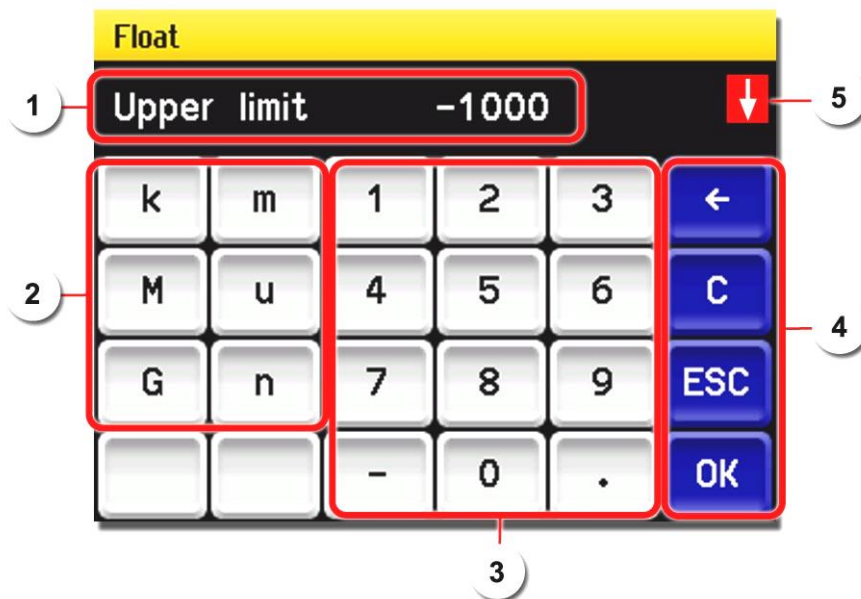 Float
1 Upper limit -1000 5
k m 1 2 3 ←
2 M u 4 5 6 C 4
G n 7 8 9 ESC
- 0 . OK
3